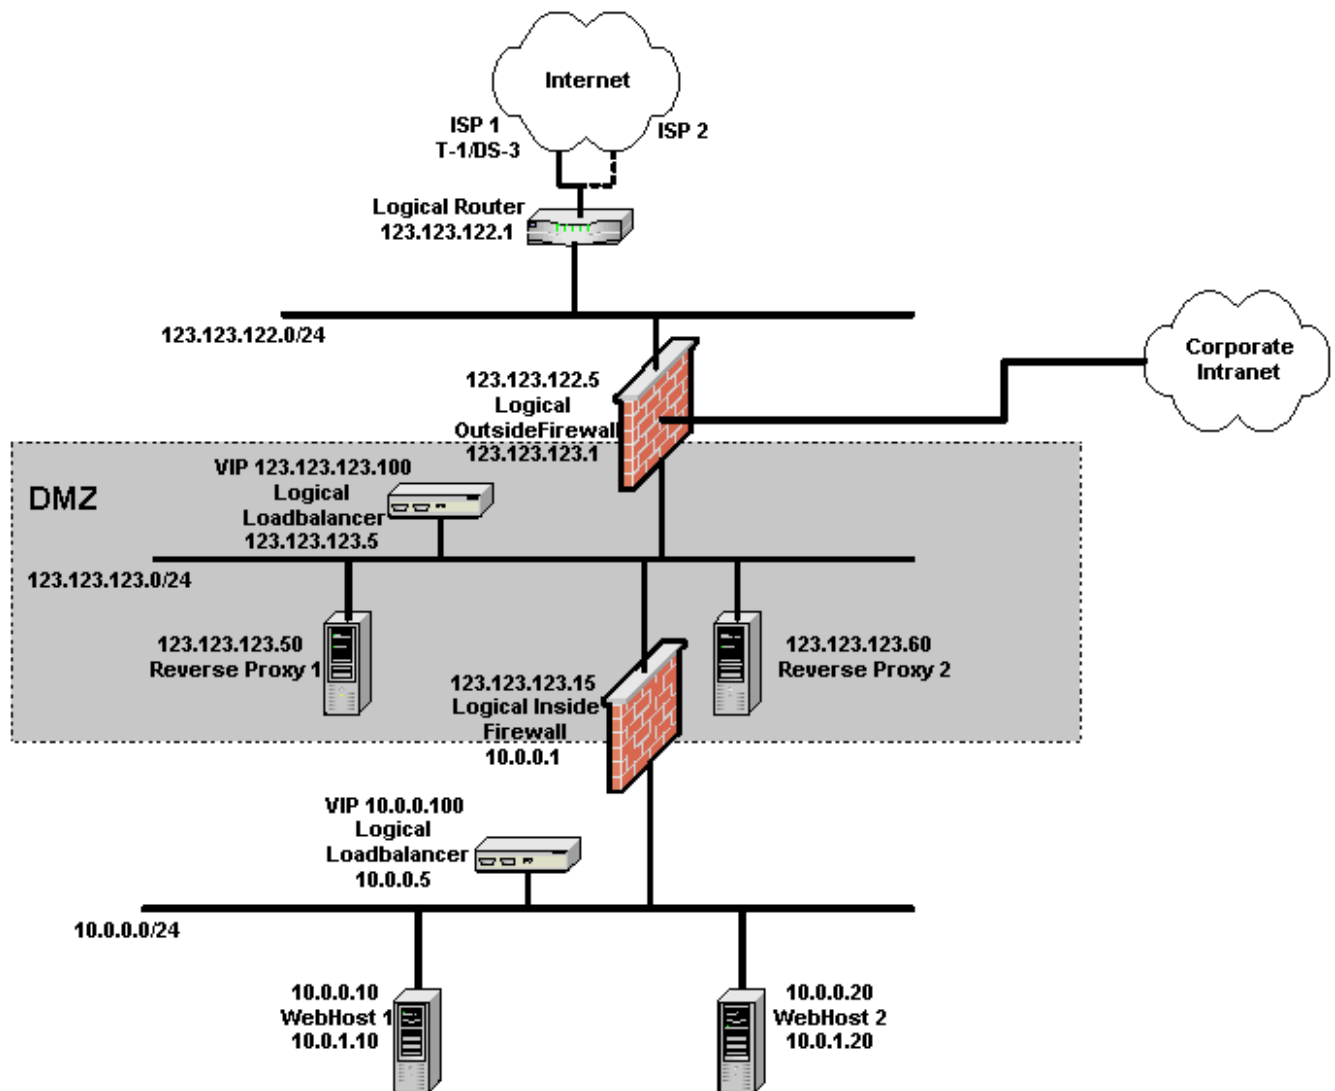 Internet
ISP 1
T-1/DS-3
ISP 2
Logical Router
123.123.122.1
123.123.122.0/24
Corporate
Intranet
123.123.122.5
Logical
OutsideFirewall
123.123.123.1
DMZ
VIP 123.123.123.100
Logical
Loadbalancer
123.123.123.5
123.123.123.0/24
123.123.123.50
Reverse Proxy 1
123.123.123.60
Reverse Proxy 2
123.123.123.15
Logical Inside
Firewall
10.0.0.1
VIP 10.0.0.100
Logical
Loadbalancer
10.0.0.5
10.0.0.0/24
10.0.0.10
WebHost 1
10.0.1.10
10.0.0.20
WebHost 2
10.0.1.20